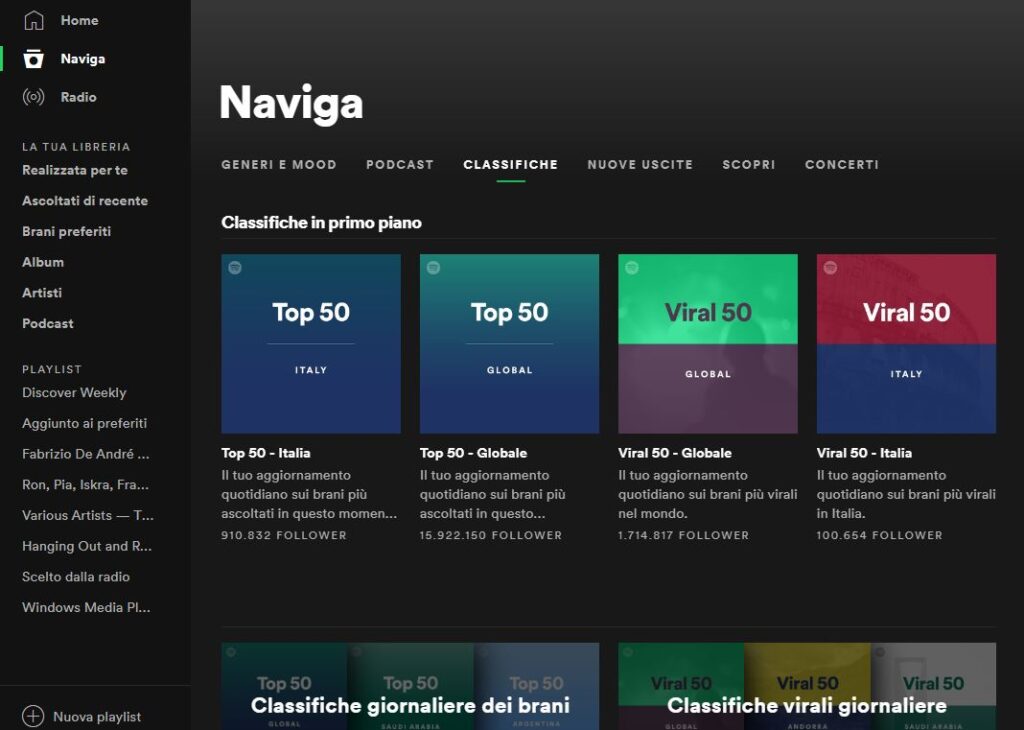 Home
Naviga
Radio
LA TUA LIBRERIA
Realizzata per te
Ascoltati di recente
Brani preferiti
Album
Artisti
Podcast
PLAYLIST
Discover Weekly
Aggiunto ai preferiti
Fabrizio De André ...
Ron, Pia, Iskra, Fra...
Various Artists — T...
Hanging Out and R...
Scelto dalla radio
Windows Media Pl...
Nuova playlist
Naviga
GENERI E MOOD PODCAST CLASSIFICHE NUOVE USCITE SCOPRI CONCERTI
Classifiche in primo piano
Top 50
ITALY
Top 50 - Italia
Il tuo aggiornamento
quotidiano sui brani più
ascoltati in questo momen...
910.832 FOLLOWER
Top 50
GLOBAL
Top 50 - Globale
Il tuo aggiornamento
quotidiano sui brani più
ascoltati in questo...
15.922.150 FOLLOWER
Viral 50
GLOBAL
Viral 50 - Globale
Il tuo aggiornamento
quotidiano sui brani più virali
nel mondo.
1.714.817 FOLLOWER
Viral 50
ITALY
Viral 50 - Italia
Il tuo aggiornamento
quotidiano sui brani più virali
in Italia.
100.654 FOLLOWER
Top 50 Top 50 Top 50
Classifiche giornaliere dei brani
GLOBAL SAUDI ARABIA ARGENTINA
Viral 50 Viral 50 Viral 50
Classifiche virali giornaliere
GLOBAL ANDORRA SAUDI ARABIA